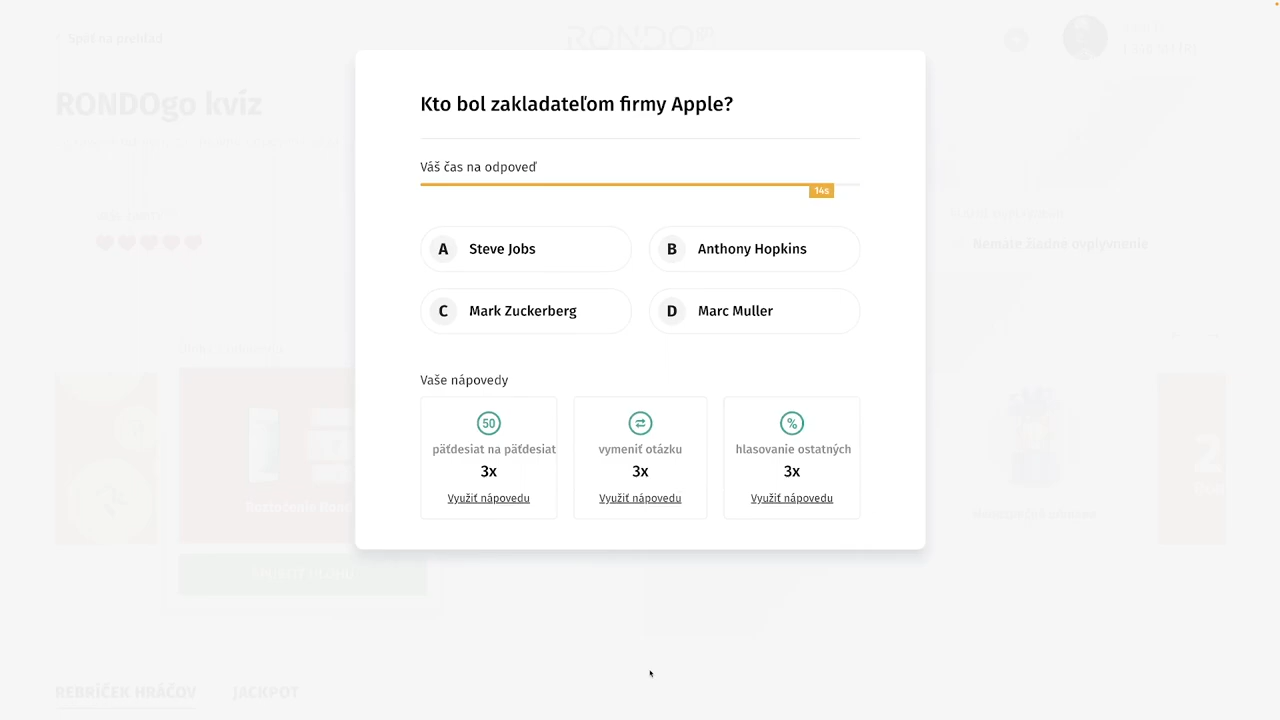 Späť na prehľad
RONDOgo kvíz
Kto bol zakladateľom firmy Apple?
Váš čas na odpoveď
14s
A Steve Jobs
B Anthony Hopkins
C Mark Zuckerberg
D Marc Muller
Vaše nápovedy
50
päťdesiat na päťdesiat
3x
Využiť nápovedu
vymeniť otázku
3x
Využiť nápovedu
%
hlasovanie ostatných
3x
Využiť nápovedu
Nemáte žiadne ovplyvnenie
REBRÍČEK HRÁČOV
JACKPOT